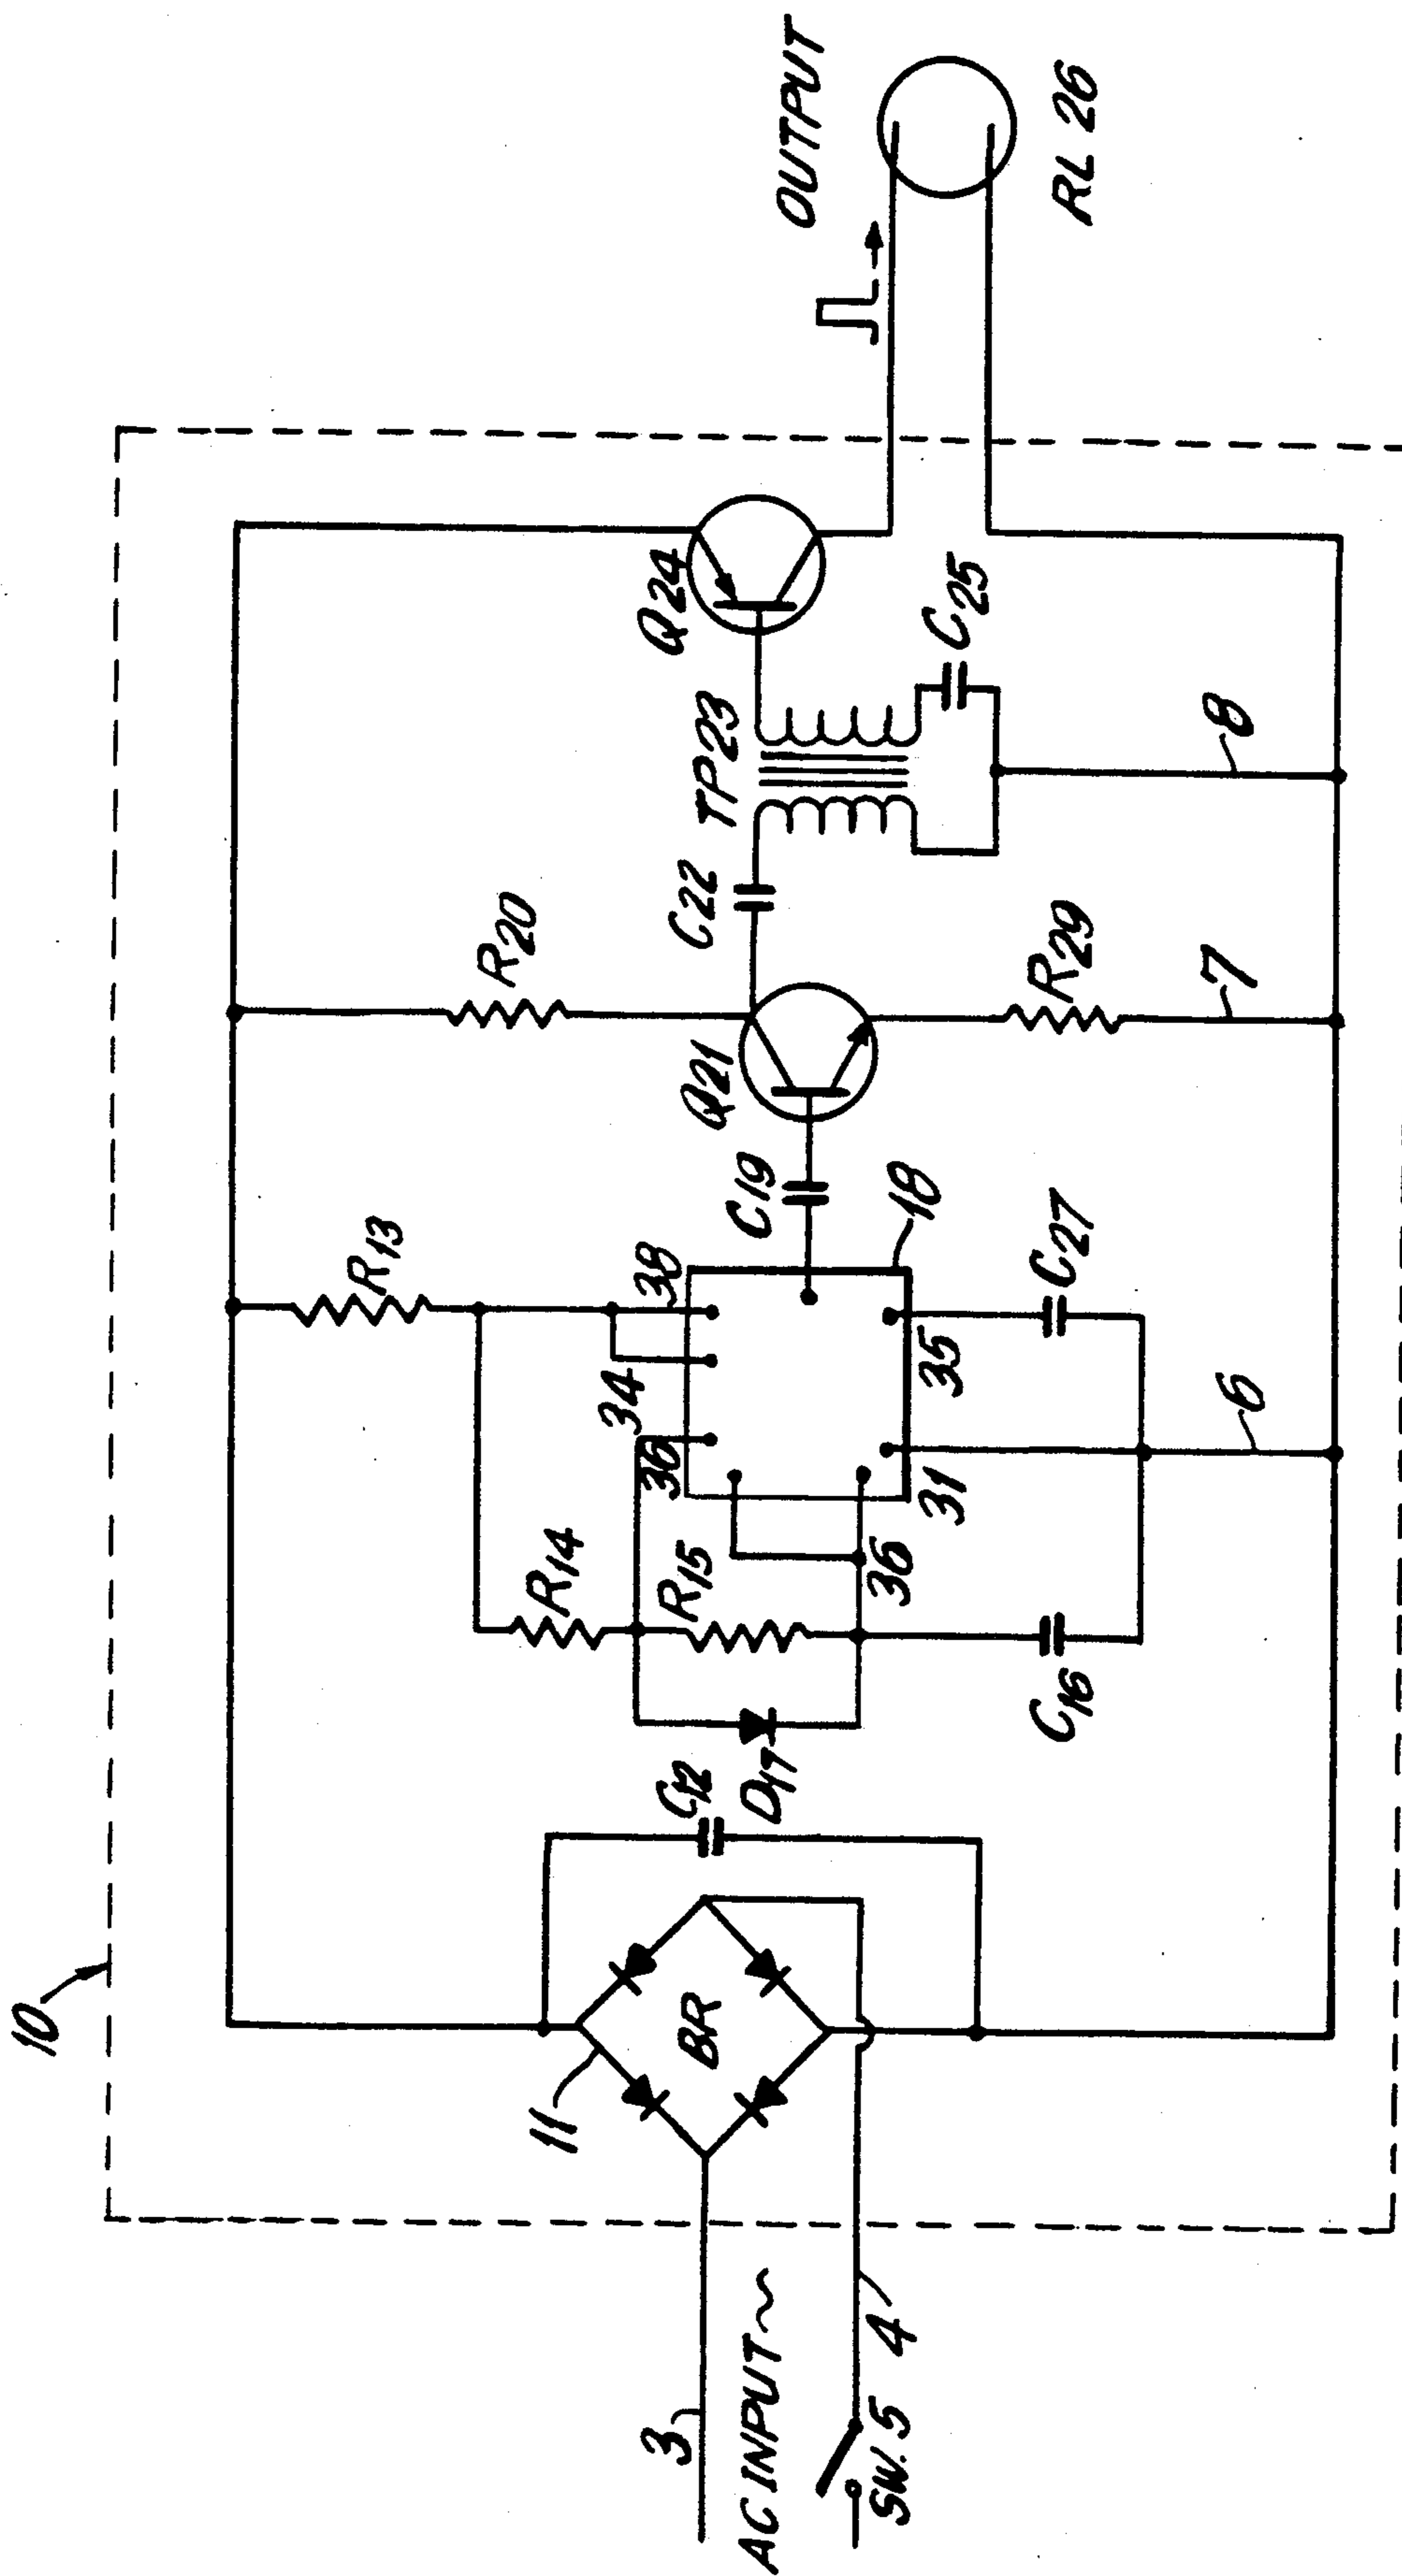 10
11
BR
3
AC INPUT ~
SW. 5
4
C12
D17
R14
R15
C16
R13
36
34
38
36
31
35
18
C27
6
C19
Q21
R20
R29
7
C22
TP23
C25
8
Q24
OUTPUT
RL 26